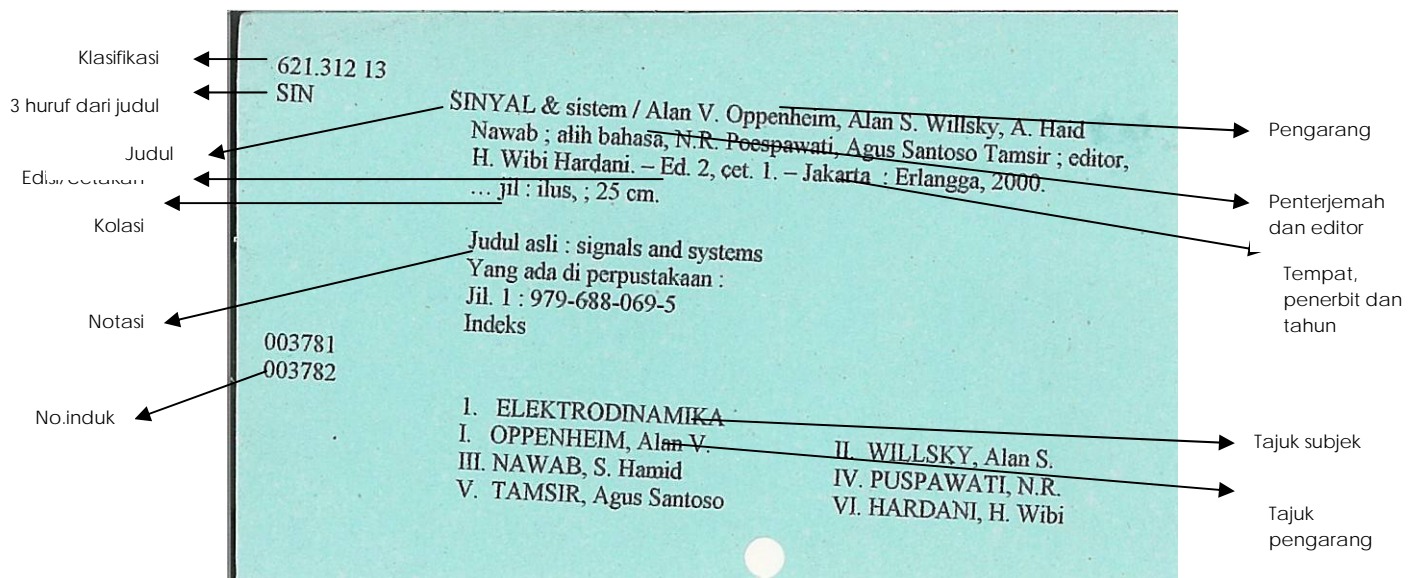 Klasifikasi
3 huruf dari judul
Judul
Edisi/cetakan
Kolasi
Notasi
No.induk
621.312 13
SIN
SINYAL & sistem / Alan V. Oppenheim, Alan S. Willsky, A. Haid
Nawab ; alih bahasa, N.R. Poespawati, Agus Santoso Tamsir ; editor,
H. Wibi Hardani. – Ed. 2, cet. 1. – Jakarta : Erlangga, 2000.
... jil : ilus, ; 25 cm.
Judul asli : signals and systems
Yang ada di perpustakaan :
Jil. 1 : 979-688-069-5
Indeks
003781
003782
1. ELEKTRODINAMIKA
I. OPPENHEIM, Alan V.
II. WILLSKY, Alan S.
III. NAWAB, S. Hamid
IV. PUSPAWATI, N.R.
V. TAMSIR, Agus Santoso
VI. HARDANI, H. Wibi
Pengarang
Penterjemah
dan editor
Tempat,
penerbit dan
tahun
Tajuk subjek
Tajuk
pengarang